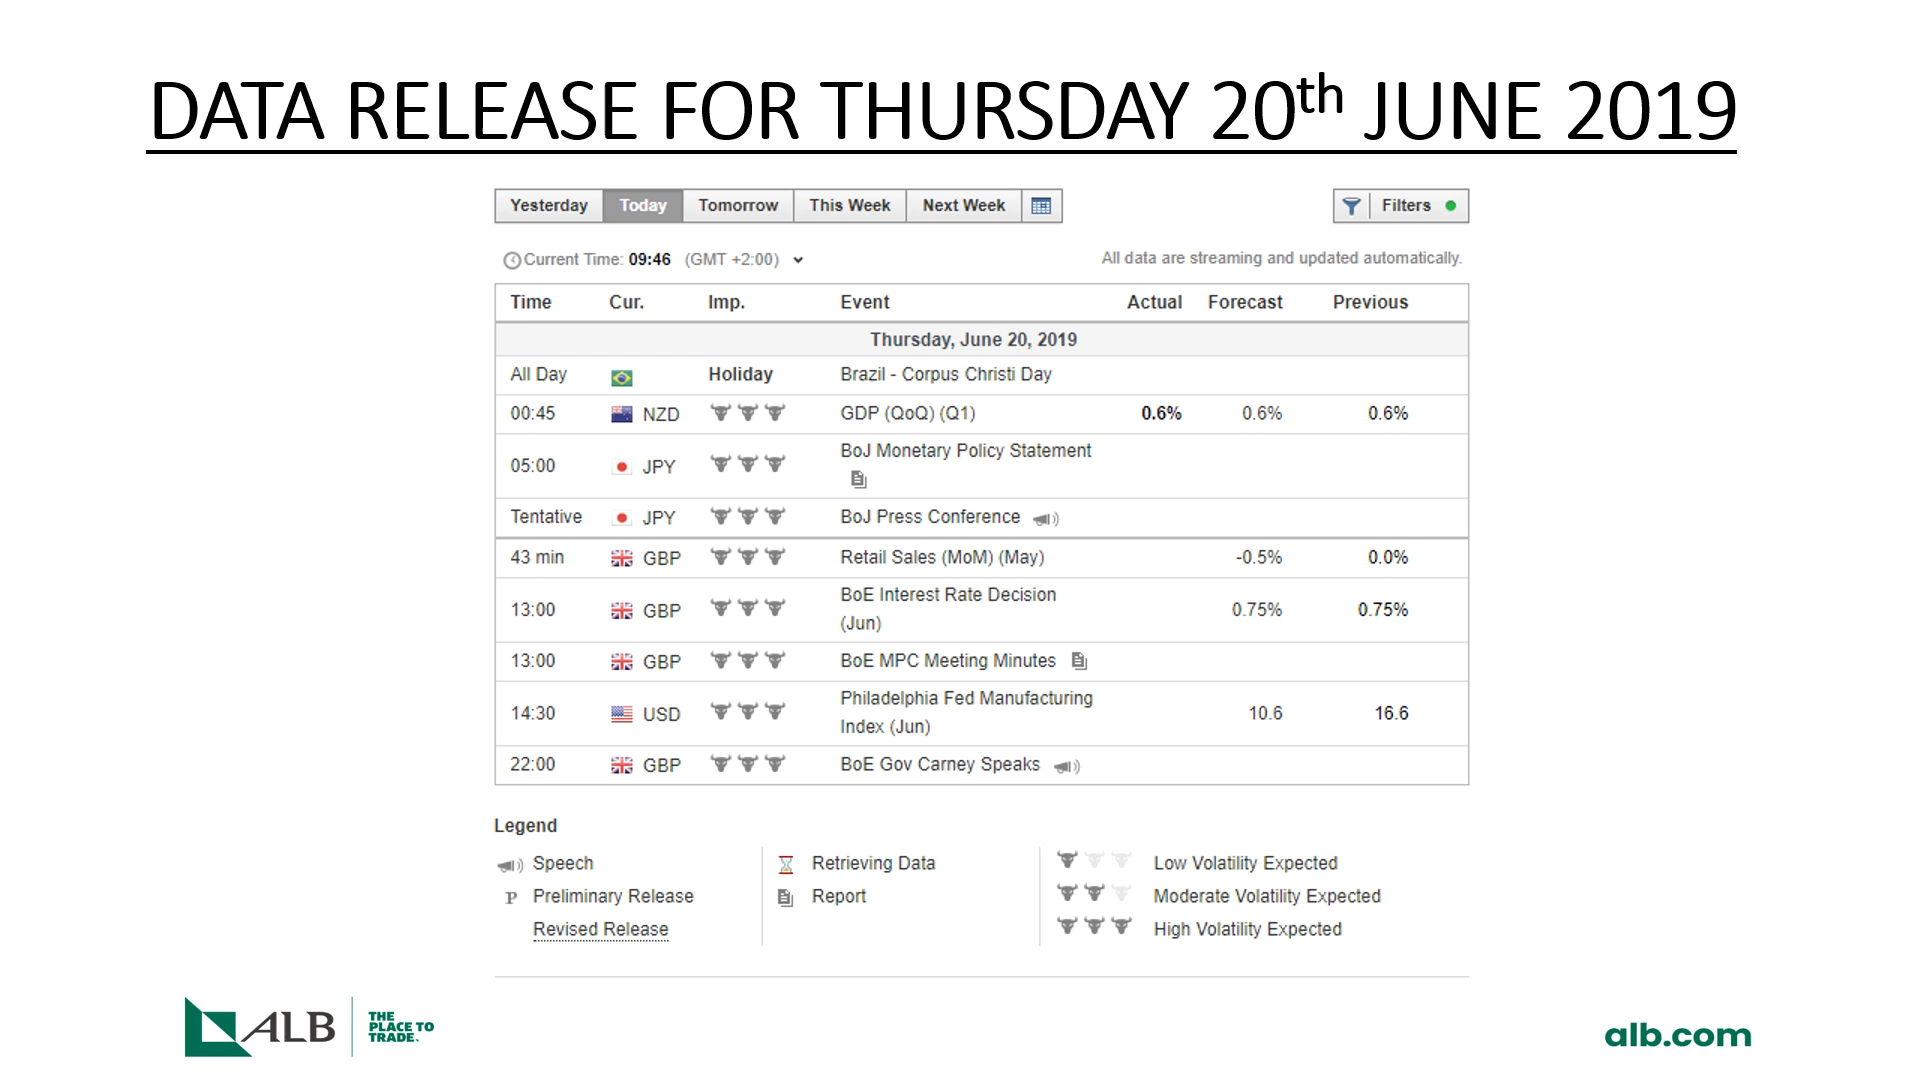 DATA RELEASE FOR THURSDAY 20th JUNE 2019
Yesterday Today Tomorrow This Week Next Week Filters
Current Time: 09:46 (GMT +2:00) All data are streaming and updated automatically.
Time Cur. Imp. Event Actual Forecast Previous
Thursday, June 20, 2019
All Day Holiday Brazil - Corpus Christi Day
00:45 NZD GDP (QoQ) (Q1) 0.6% 0.6% 0.6%
05:00 JPY BoJ Monetary Policy Statement
Tentative JPY BoJ Press Conference
43 min GBP Retail Sales (MoM) (May) -0.5% 0.0%
13:00 GBP BoE Interest Rate Decision
(Jun) 0.75% 0.75%
13:00 GBP BoE MPC Meeting Minutes
14:30 USD Philadelphia Fed Manufacturing
Index (Jun) 10.6 16.6
22:00 GBP BoE Gov Carney Speaks
Legend
Speech Retrieving Data Low Volatility Expected
P Preliminary Release Report Moderate Volatility Expected
Revised Release High Volatility Expected
ALB
THE
PLACE TO
TRADE.
alb.com